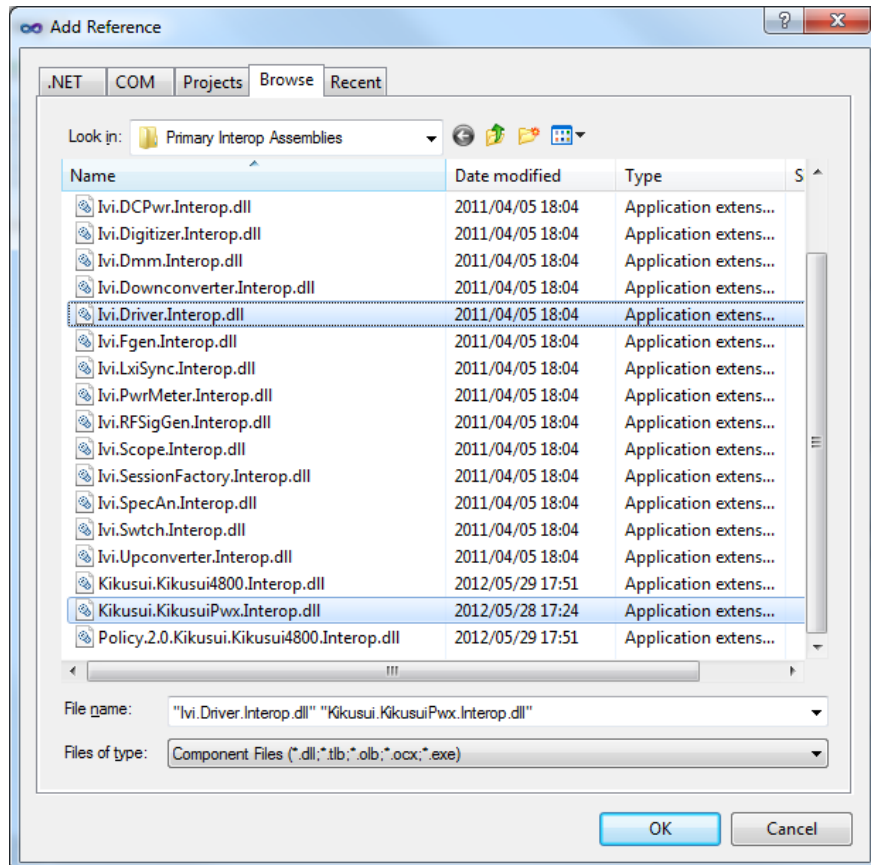 Add Reference
.NET COM Projects Browse Recent
Look in: Primary Interop Assemblies
Name Date modified Type S
Ivi.DCPwr.Interop.dll 2011/04/05 18:04 Application extens...
Ivi.Digitizer.Interop.dll 2011/04/05 18:04 Application extens...
Ivi.Dmm.Interop.dll 2011/04/05 18:04 Application extens...
Ivi.Downconverter.Interop.dll 2011/04/05 18:04 Application extens...
Ivi.Driver.Interop.dll 2011/04/05 18:04 Application extens...
Ivi.Fgen.Interop.dll 2011/04/05 18:04 Application extens...
Ivi.LxiSync.Interop.dll 2011/04/05 18:04 Application extens...
Ivi.PwrMeter.Interop.dll 2011/04/05 18:04 Application extens...
Ivi.RFSigGen.Interop.dll 2011/04/05 18:04 Application extens...
Ivi.Scope.Interop.dll 2011/04/05 18:04 Application extens...
Ivi.SessionFactory.Interop.dll 2011/04/05 18:04 Application extens...
Ivi.SpecAn.Interop.dll 2011/04/05 18:04 Application extens...
Ivi.Swtch.Interop.dll 2011/04/05 18:04 Application extens...
Ivi.Upconverter.Interop.dll 2011/04/05 18:04 Application extens...
Kikusui.Kikusui4800.Interop.dll 2012/05/29 17:51 Application extens...
Kikusui.KikusuiPwx.Interop.dll 2012/05/28 17:24 Application extens...
Policy.2.0.Kikusui.Kikusui4800.Interop.dll 2012/05/29 17:51 Application extens...
File name: "Ivi.Driver.Interop.dll" "Kikusui.KikusuiPwx.Interop.dll"
Files of type: Component Files (*.dll;*.tlb;*.olb;*.ocx;*.exe)
OK Cancel